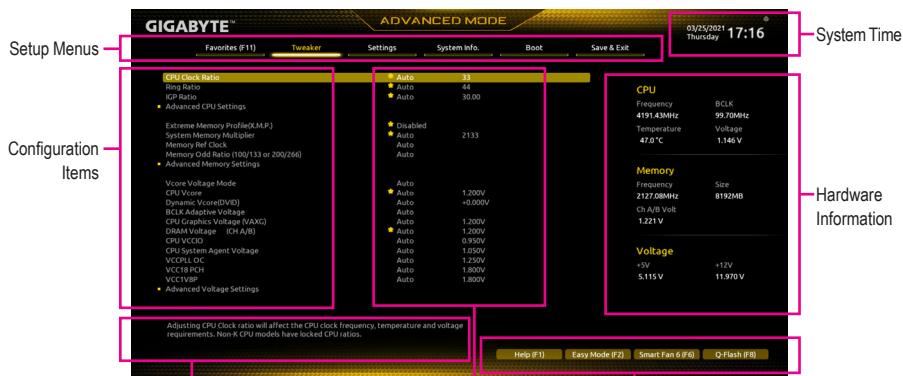 GIGABYTE™
ADVANCED MODE
03/25/2021
Thursday 17:16
System Time
Setup Menus
Favorites (F11) Tweaker Settings System Info. Boot Save & Exit
Configuration
Items
CPU Clock Ratio Auto 33
Ring Ratio Auto 44
IGP Ratio Auto 30.00
Advanced CPU Settings
Extreme Memory Profile(X.M.P.) Disabled
System Memory Multiplier Auto 2133
Memory Ref Clock Auto
Memory Odd Ratio (100/133 or 200/266) Auto
Advanced Memory Settings
Vcore Voltage Mode Auto
CPU Vcore Auto 1.200V
Dynamic Vcore(DVID) Auto +0.000V
BCLK Adaptive Voltage Auto
CPU Graphics Voltage (VAXG) Auto 1.200V
DRAM Voltage (CH A/B) Auto 1.200V
CPU VCCIO Auto 0.950V
CPU System Agent Voltage Auto 1.050V
VCCPLL OC Auto 1.250V
VCC18 PCH Auto 1.800V
VCC1V8P Auto 1.800V
Advanced Voltage Settings
CPU
Frequency BCLK
4191.43MHz 99.70MHz
Temperature Voltage
47.0 °C 1.146 V
Memory
Frequency Size
2127.08MHz 8192MB
Ch A/B Volt
1.221 V
Voltage
+5V +12V
5.115 V 11.970 V
Hardware
Information
Adjusting CPU Clock ratio will affect the CPU clock frequency, temperature and voltage
requirements. Non-K CPU models have locked CPU ratios.
Help (F1) Easy Mode (F2) Smart Fan 6 (F6) Q-Flash (F8)